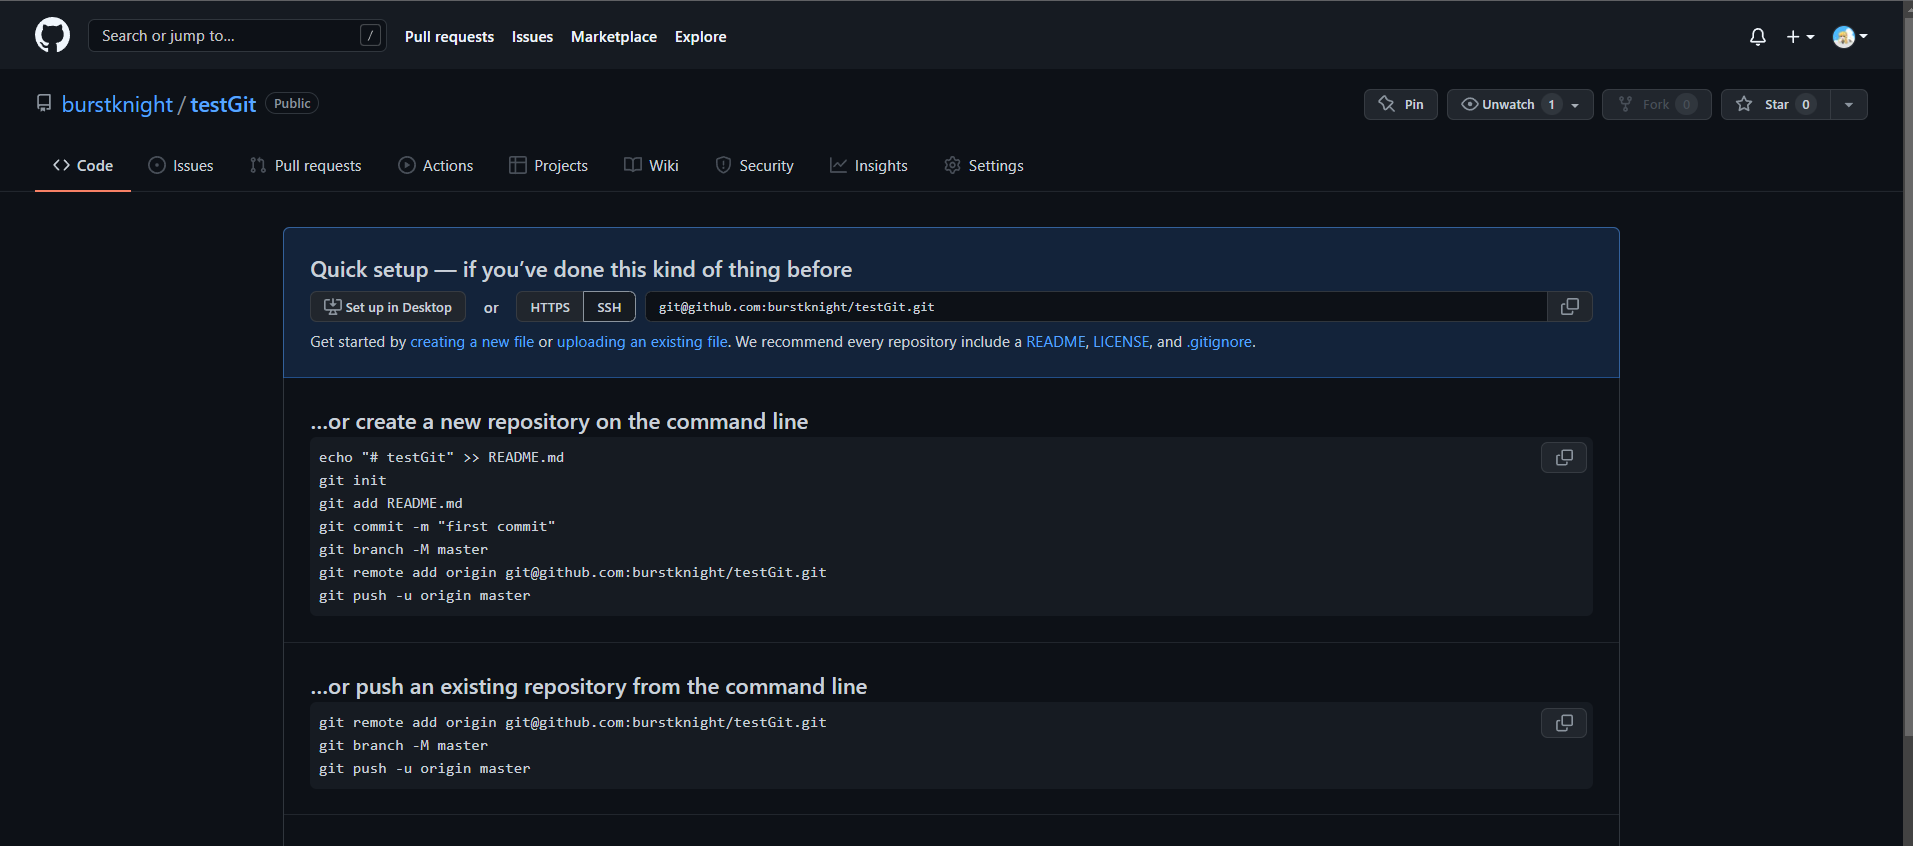 Search or jump to... /
Pull requests Issues Marketplace Explore
burstknight / testGit Public
Pin Unwatch 1 Fork 0 Star 0
Code Issues Pull requests Actions Projects Wiki Security Insights Settings
Quick setup — if you’ve done this kind of thing before
Set up in Desktop or HTTPS SSH git@github.com:burstknight/testGit.git
Get started by creating a new file or uploading an existing file. We recommend every repository include a README, LICENSE, and .gitignore.
…or create a new repository on the command line
echo "# testGit" >> README.md
git init
git add README.md
git commit -m "first commit"
git branch -M master
git remote add origin git@github.com:burstknight/testGit.git
git push -u origin master
…or push an existing repository from the command line
git remote add origin git@github.com:burstknight/testGit.git
git branch -M master
git push -u origin master